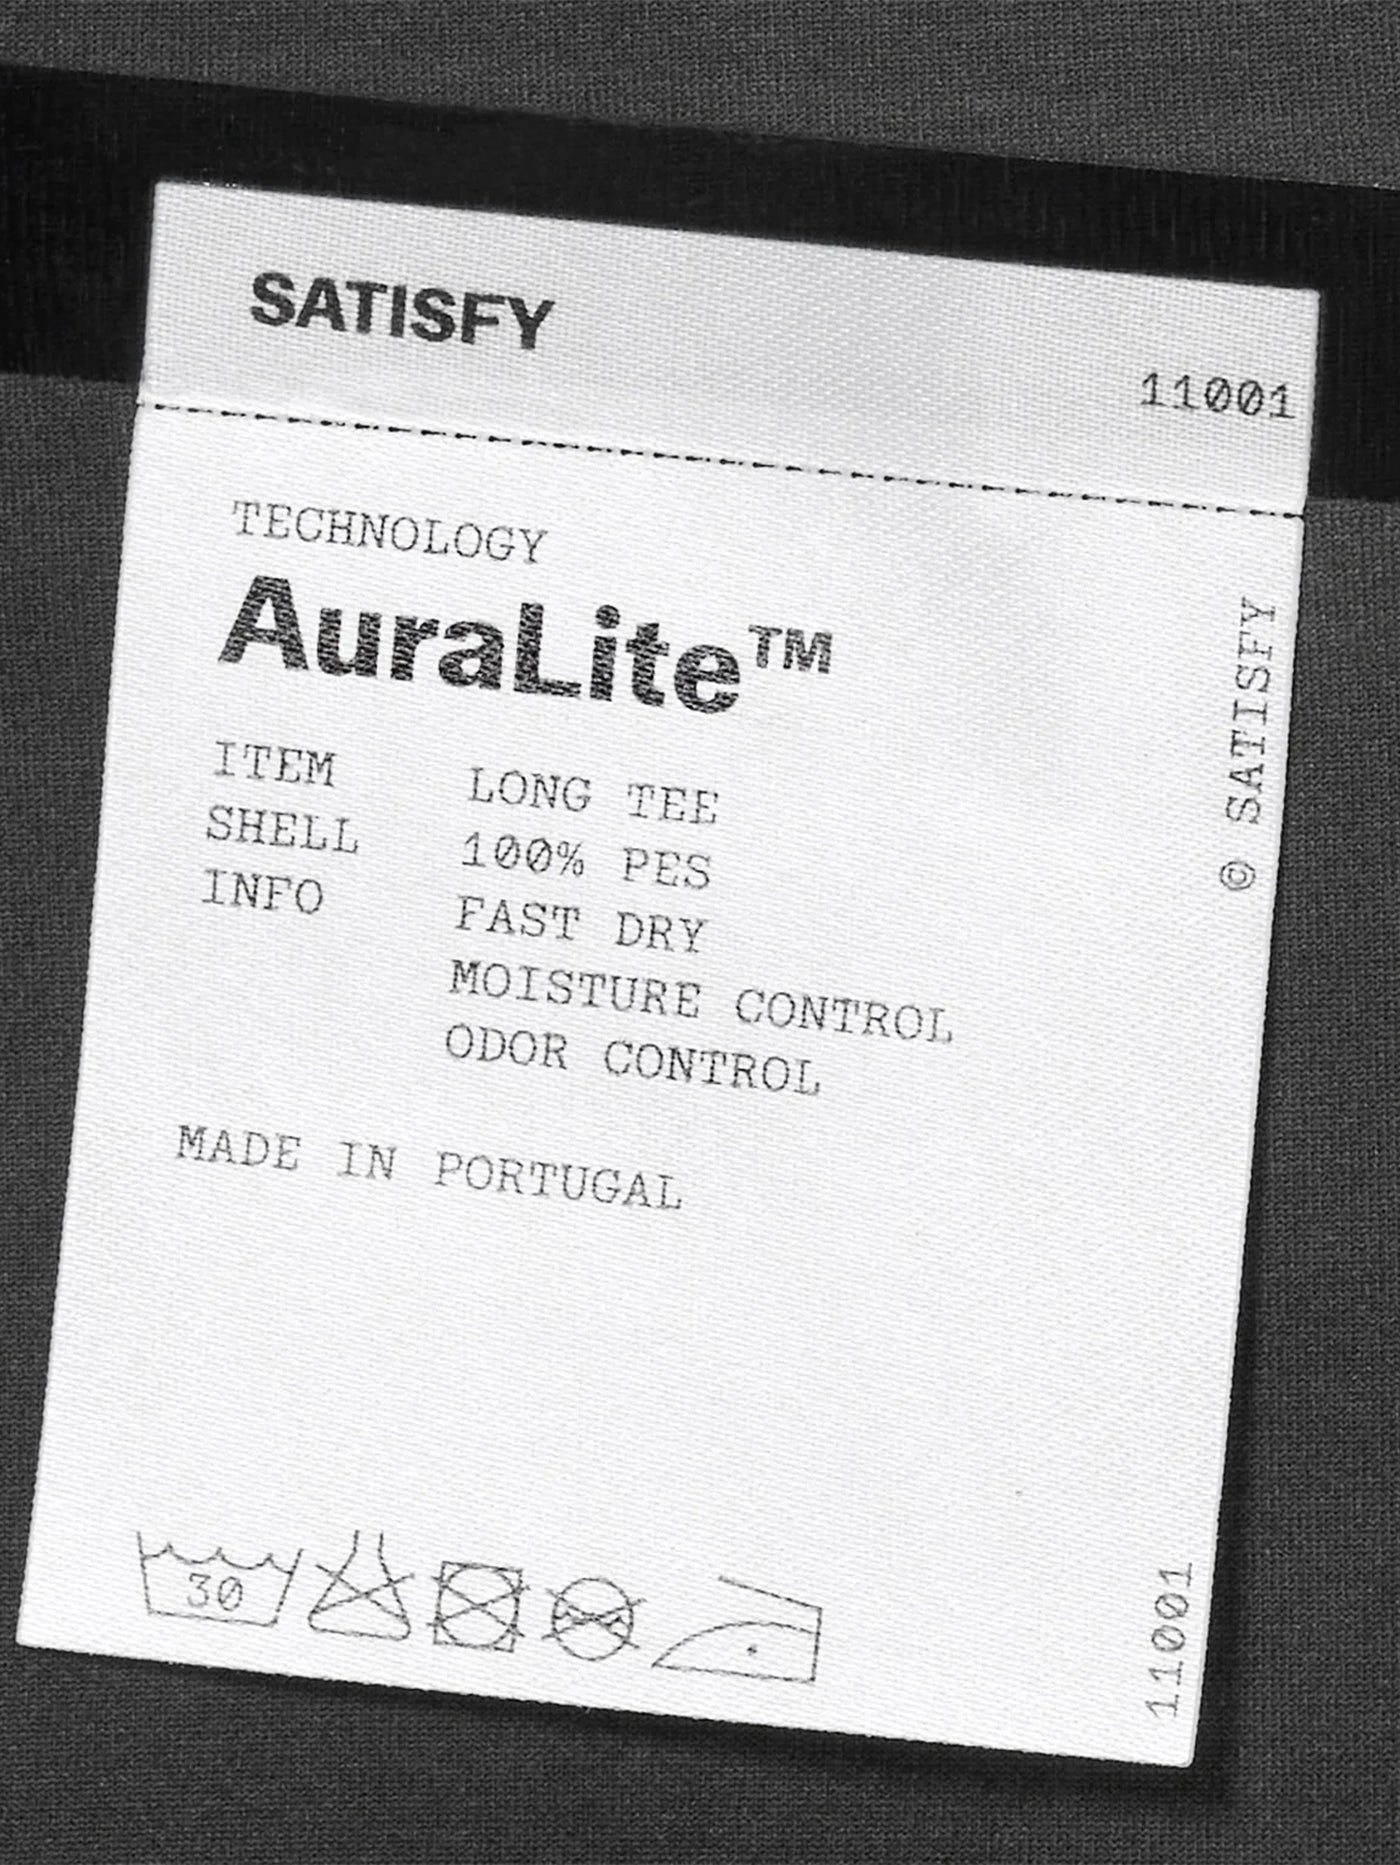 SATISFY
11001
TECHNOLOGY
AuraLite™
ITEM LONG TEE
SHELL 100% PES
INFO FAST DRY
MOISTURE CONTROL
ODOR CONTROL
MADE IN PORTUGAL
© SATISFY
30
11001